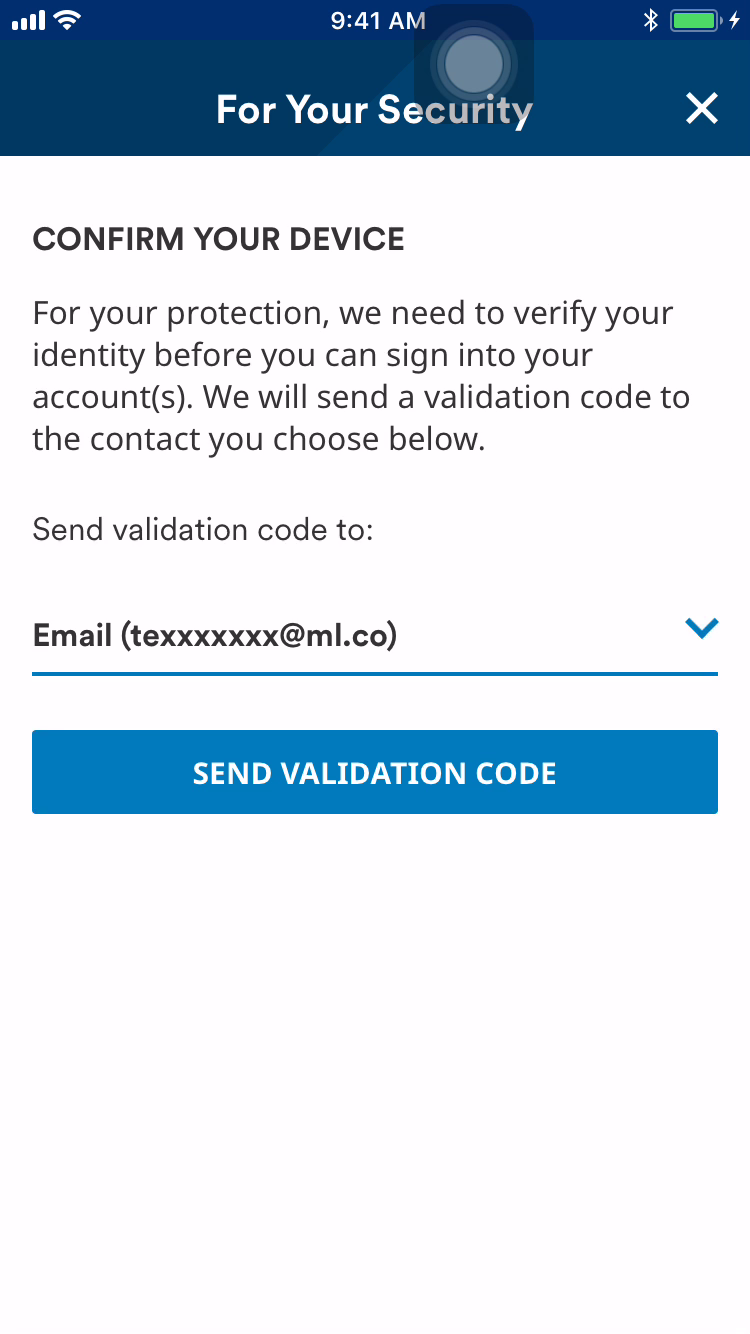 9:41 AM
For Your Security
CONFIRM YOUR DEVICE
For your protection, we need to verify your
identity before you can sign into your
account(s). We will send a validation code to
the contact you choose below.
Send validation code to:
Email (texxxxxxx@ml.co)
SEND VALIDATION CODE